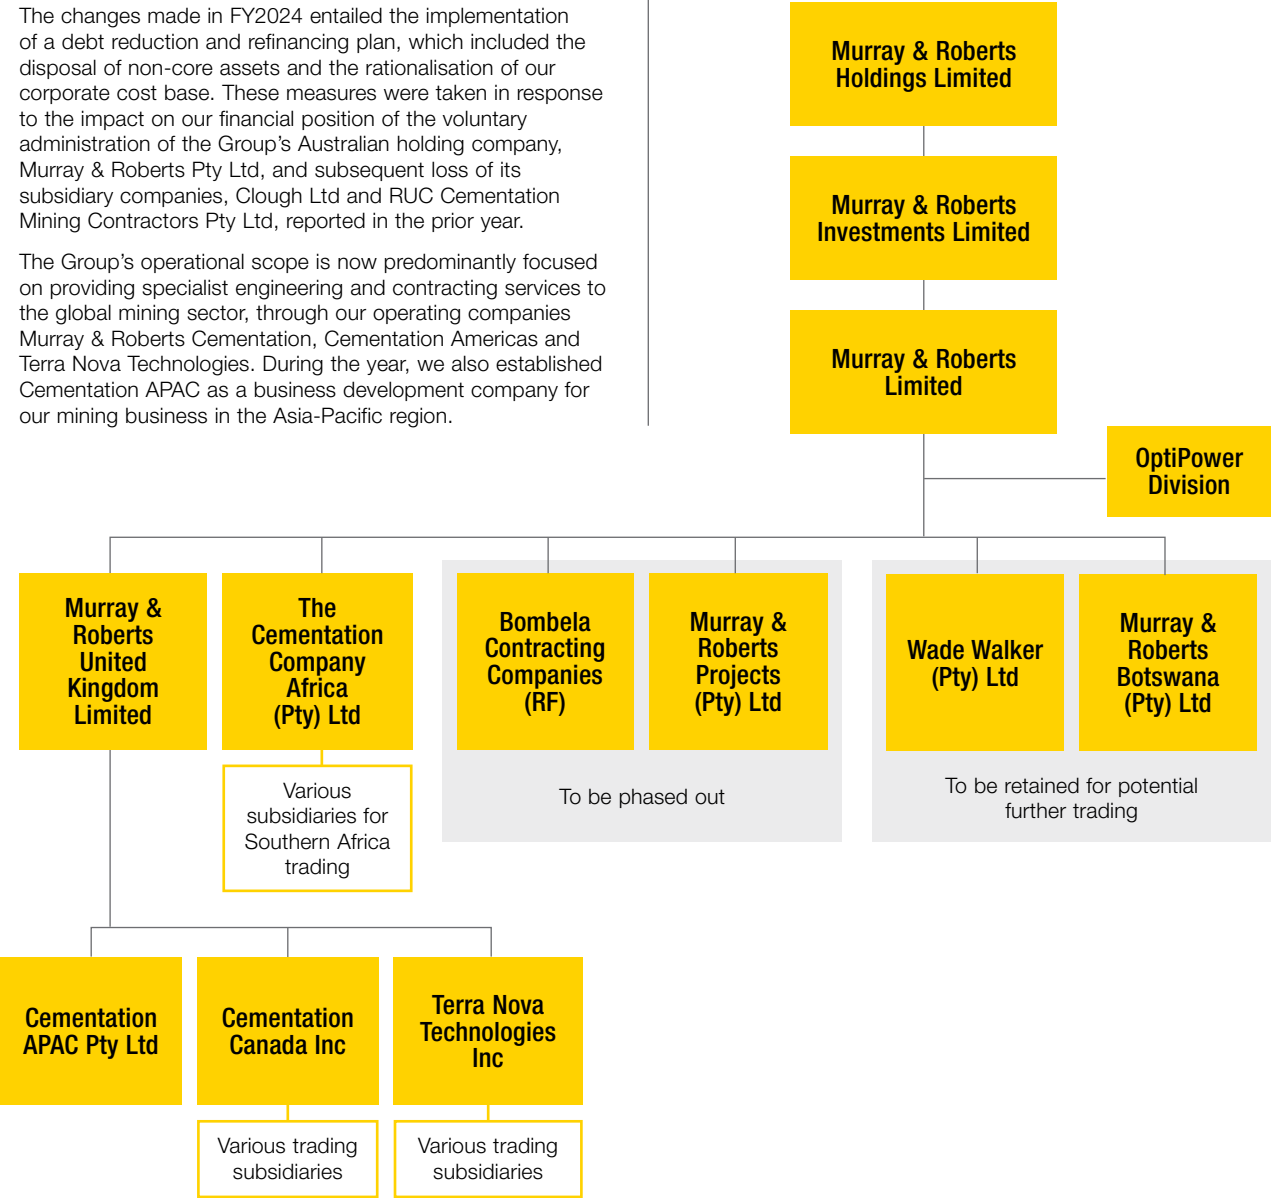 The changes made in FY2024 entailed the implementation
of a debt reduction and refinancing plan, which included the
disposal of non-core assets and the rationalisation of our
corporate cost base. These measures were taken in response
to the impact on our financial position of the voluntary
administration of the Group’s Australian holding company,
Murray & Roberts Pty Ltd, and subsequent loss of its
subsidiary companies, Clough Ltd and RUC Cementation
Mining Contractors Pty Ltd, reported in the prior year.
The Group’s operational scope is now predominantly focused
on providing specialist engineering and contracting services to
the global mining sector, through our operating companies
Murray & Roberts Cementation, Cementation Americas and
Terra Nova Technologies. During the year, we also established
Cementation APAC as a business development company for
our mining business in the Asia-Pacific region.
Murray & Roberts
Holdings Limited
Murray & Roberts
Investments Limited
Murray & Roberts
Limited
OptiPower
Division
Murray &
Roberts
United
Kingdom
Limited
The
Cementation
Company
Africa
(Pty) Ltd
Various
subsidiaries for
Southern Africa
trading
Bombela
Contracting
Companies
(RF)
Murray &
Roberts
Projects
(Pty) Ltd
To be phased out
Wade Walker
(Pty) Ltd
Murray &
Roberts
Botswana
(Pty) Ltd
To be retained for potential
further trading
Cementation
APAC Pty Ltd
Cementation
Canada Inc
Various trading
subsidiaries
Terra Nova
Technologies
Inc
Various trading
subsidiaries